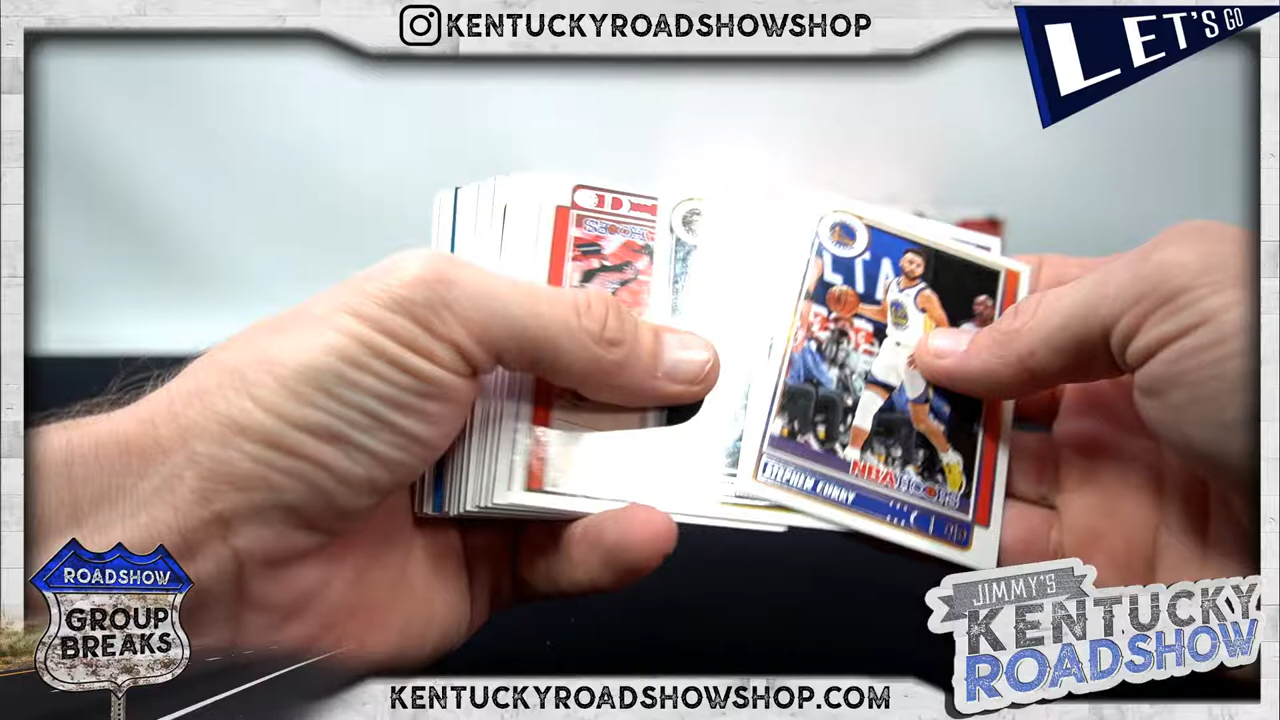 KENTUCKYROADSHOWSHOP
LET'S GO
NBA HOOPS
STEPHEN CURRY
ROADSHOW
GROUP
BREAKS
JIMMY'S
KENTUCKY
ROADSHOW
KENTUCKYROADSHOWSHOP.COM